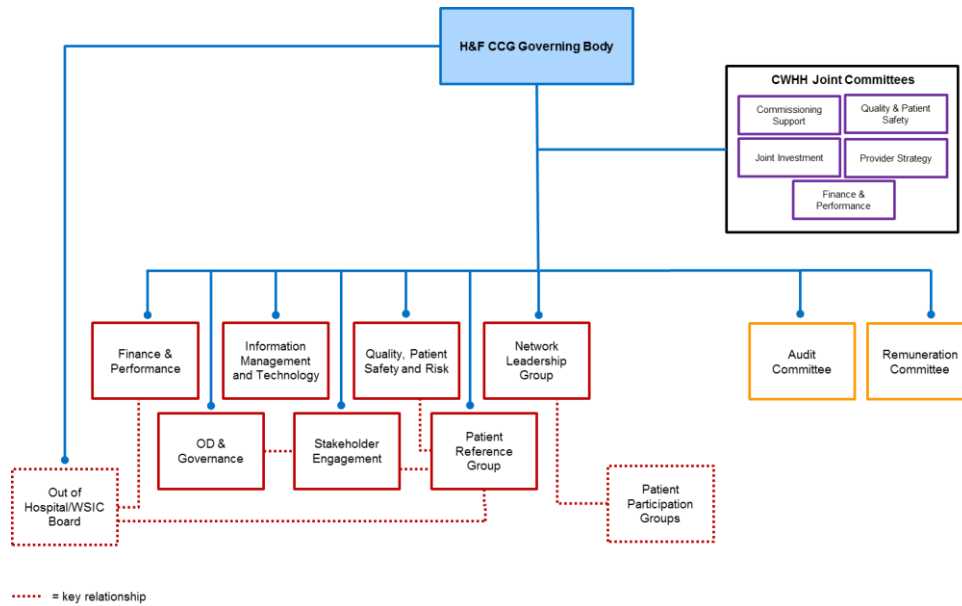 H&F CCG Governing Body
CWHH Joint Committees
Commissioning
Support
Quality & Patient
Safety
Joint Investment
Provider Strategy
Finance &
Performance
Finance &
Performance
Information
Management
and Technology
Quality, Patient
Safety and Risk
Network
Leadership
Group
Audit
Committee
Remuneration
Committee
OD &
Governance
Stakeholder
Engagement
Patient
Reference
Group
Out of
Hospital/WSIC
Board
Patient
Participation
Groups
= key relationship